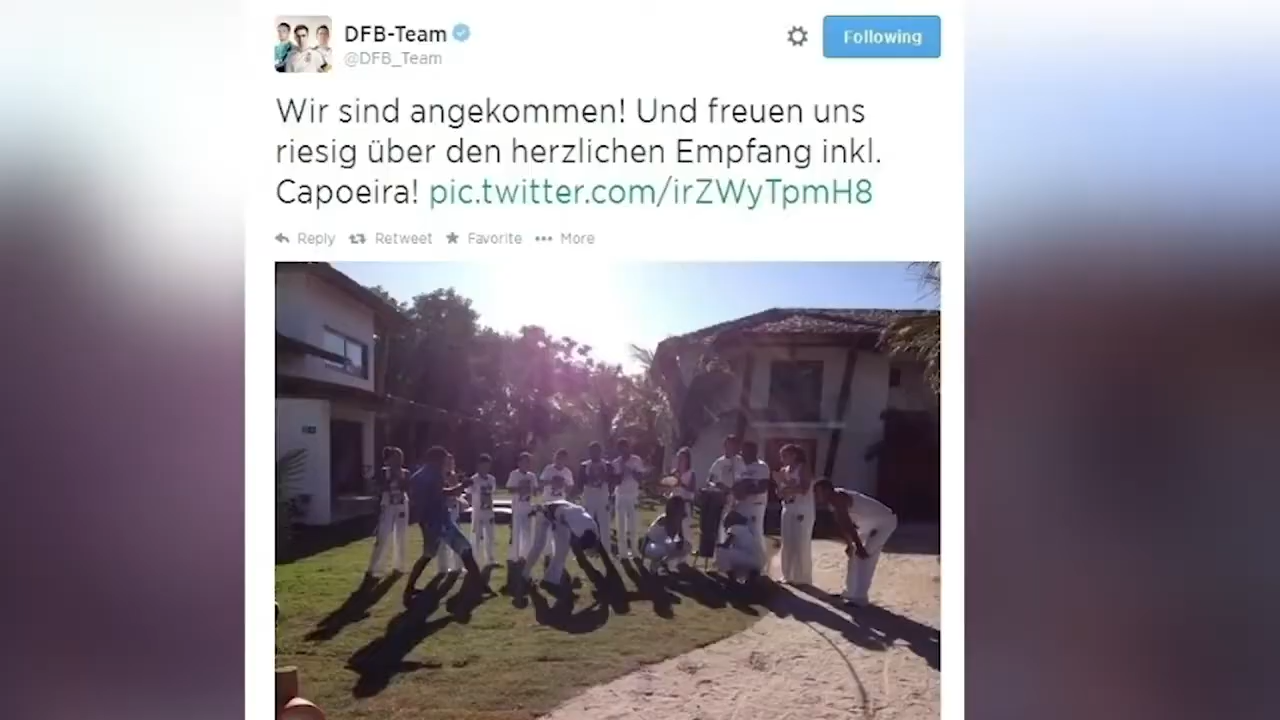 DFB-Team
@DFB_Team
Following
Wir sind angekommen! Und freuen uns
riesig über den herzlichen Empfang inkl.
Capoeira! pic.twitter.com/irZWyTpmH8
Reply Retweet Favorite More